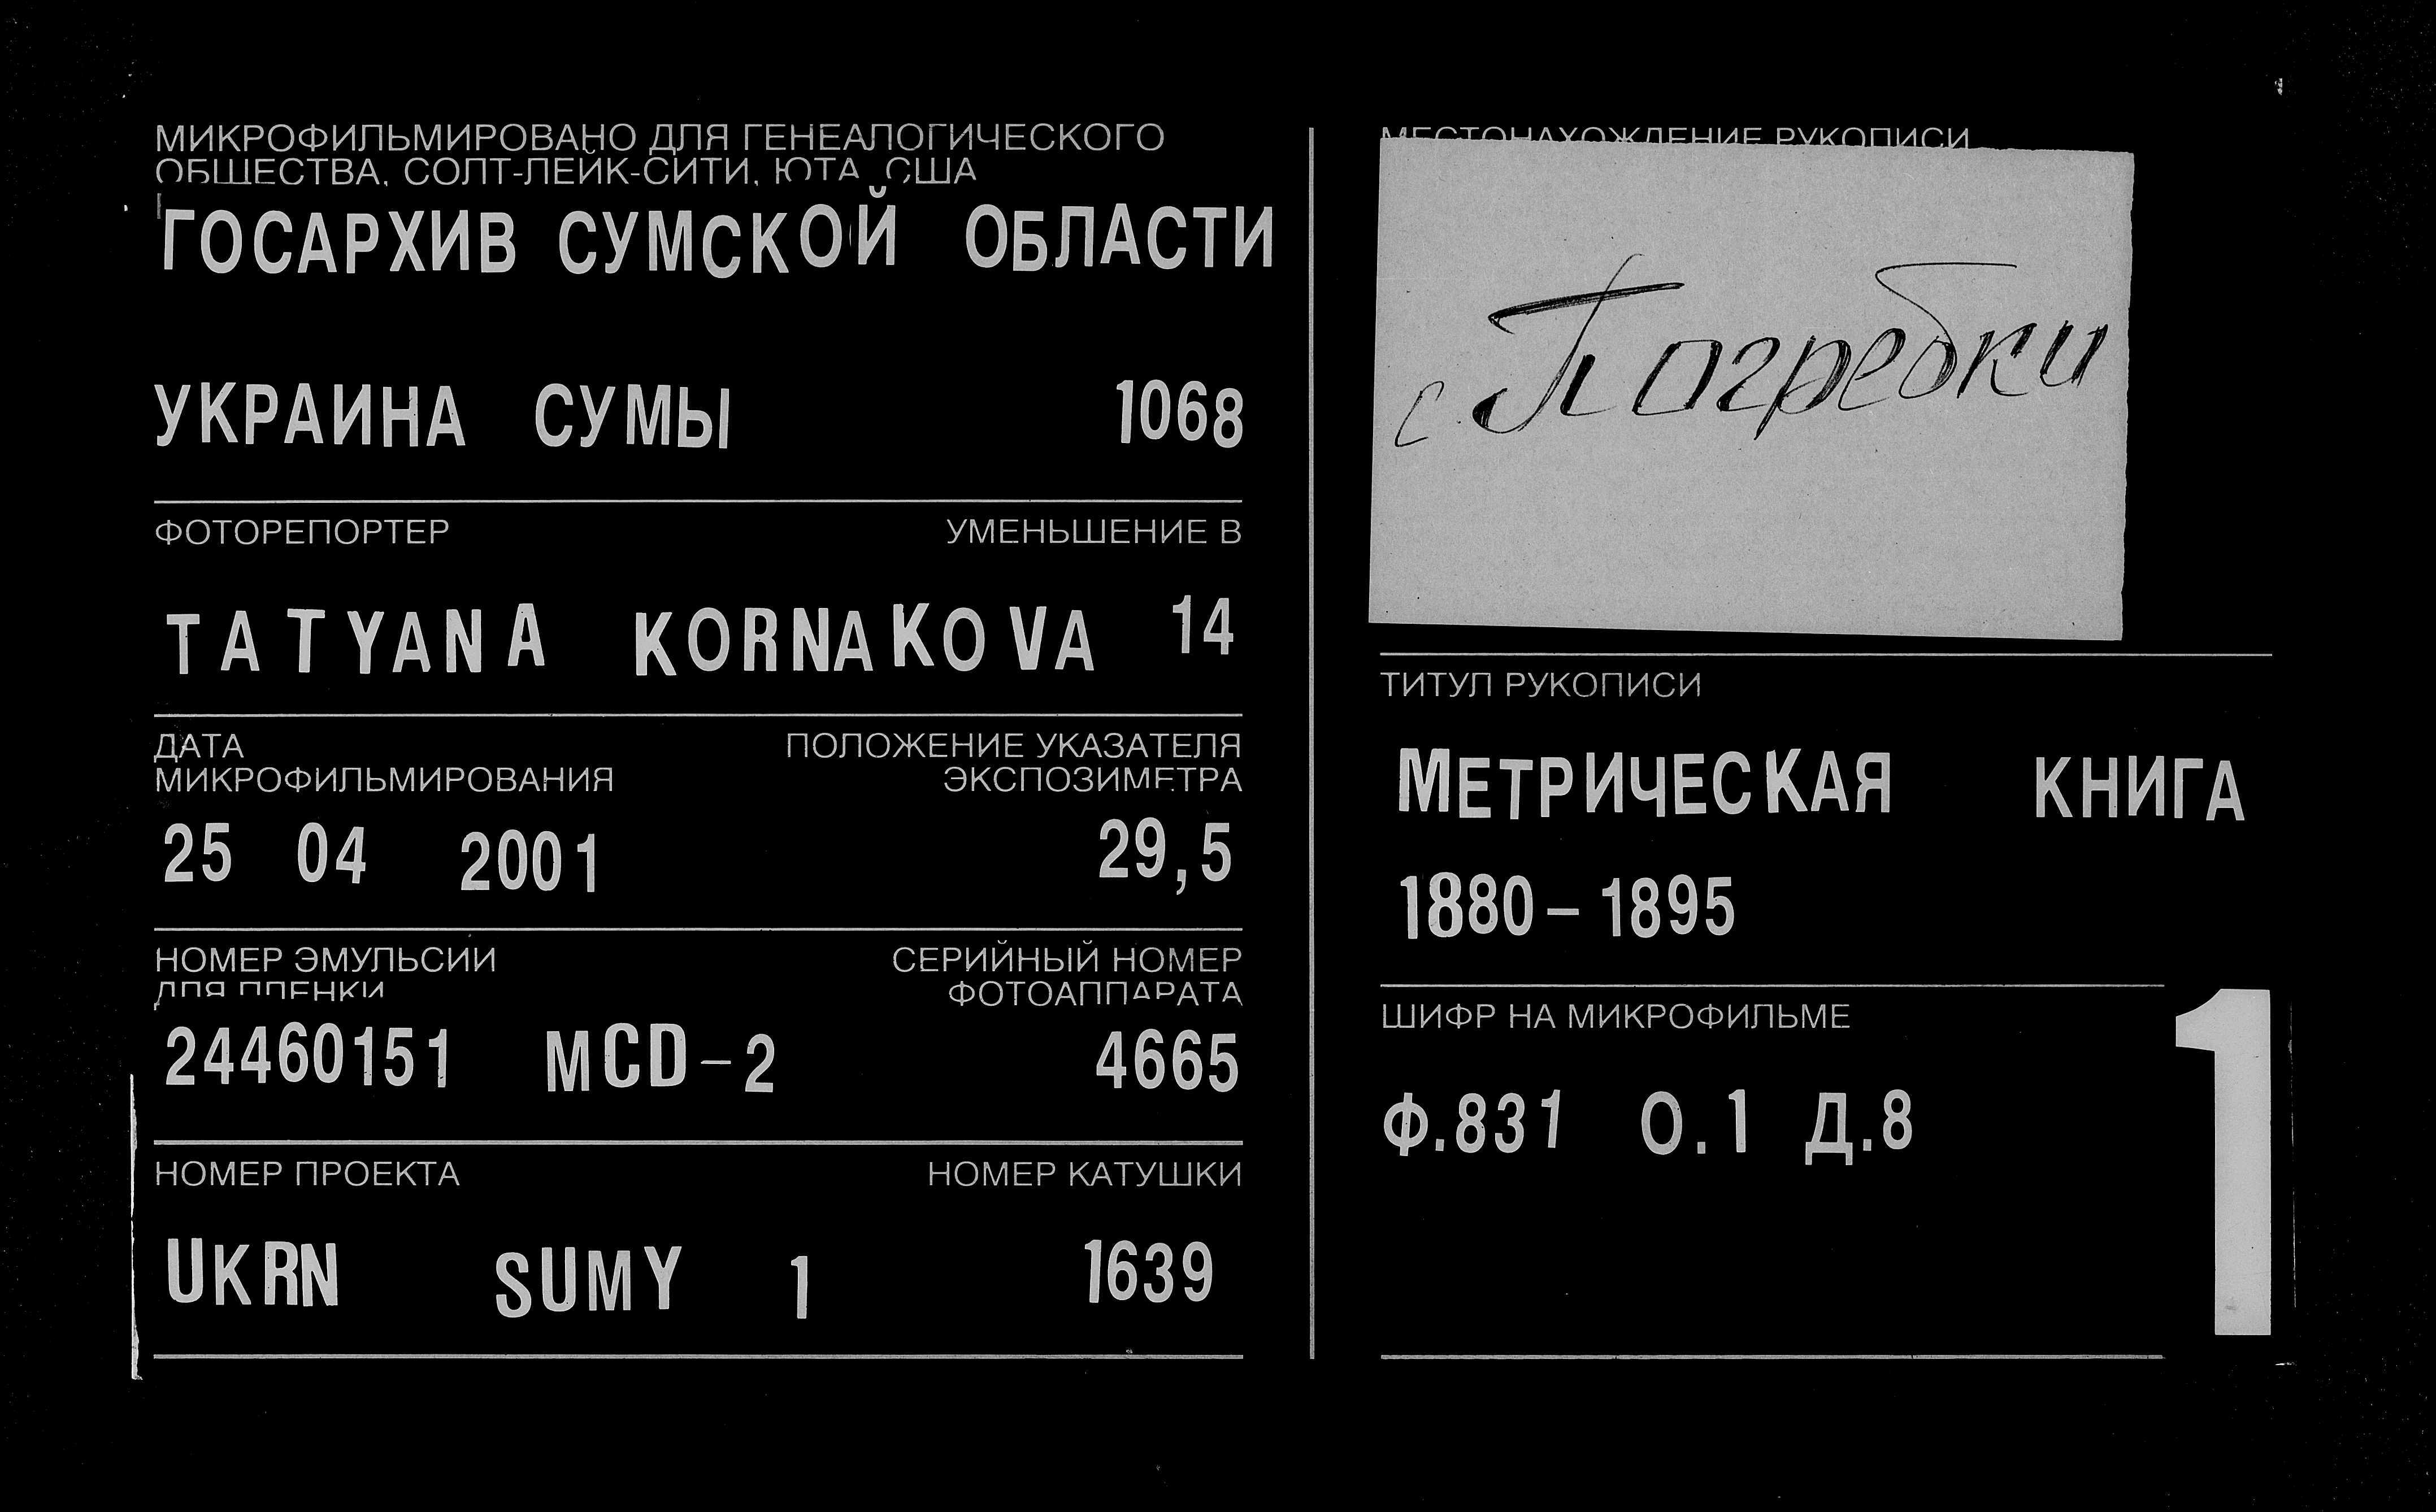 МИКРОФИЛЬМИРОВАНО ДЛЯ ГЕНЕАЛОГИЧЕСКОГО
ОБЩЕСТВА, СОЛТ-ЛЕЙК-СИТИ, ЮТА, США
ГОСАРХИВ СУМСКОЙ ОБЛАСТИ
УКРАИНА СУМЫ 1068
ФОТОРЕПОРТЕР УМЕНЬШЕНИЕ В
TATYANA KORNAKOVA 14
ДАТА ПОЛОЖЕНИЕ УКАЗАТЕЛЯ
МИКРОФИЛЬМИРОВАНИЯ ЭКСПОЗИМЕТРА
25 04 2001 29,5
НОМЕР ЭМУЛЬСИИ СЕРИЙНЫЙ НОМЕР
ДЛЯ ПЛЕНКИ ФОТОАППАРАТА
24460151 MCD-2 4665
НОМЕР ПРОЕКТА НОМЕР КАТУШКИ
UKRN SUMY 1 1639
МЕСТОНАХОЖДЕНИЕ РУКОПИСИ
с. Погребки
ТИТУЛ РУКОПИСИ
МЕТРИЧЕСКАЯ КНИГА
1880-1895
ШИФР НА МИКРОФИЛЬМЕ
Ф.831 О.1 Д.8
1